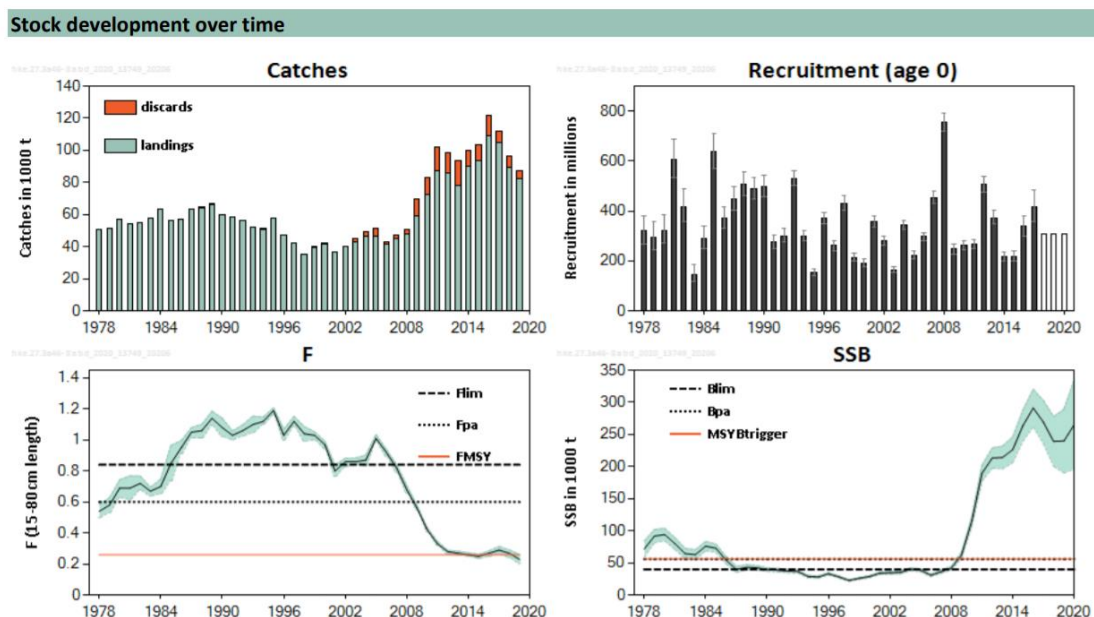 Stock development over time
Catches
Catches in 1000 t
140
120
100
80
60
40
20
0
discards
landings
1978 1984 1990 1996 2002 2008 2014 2020
Recruitment (age 0)
Recruitment in millions
800
600
400
200
0
1978 1984 1990 1996 2002 2008 2014 2020
F
F (15-80cm length)
1.4
1.2
1
0.8
0.6
0.4
0.2
0
Flim
Fpa
FMSY
1978 1984 1990 1996 2002 2008 2014 2020
SSB
SSB in 1000 t
350
300
250
200
150
100
50
0
Blim
Bpa
MSYBtrigger
1978 1984 1990 1996 2002 2008 2014 2020